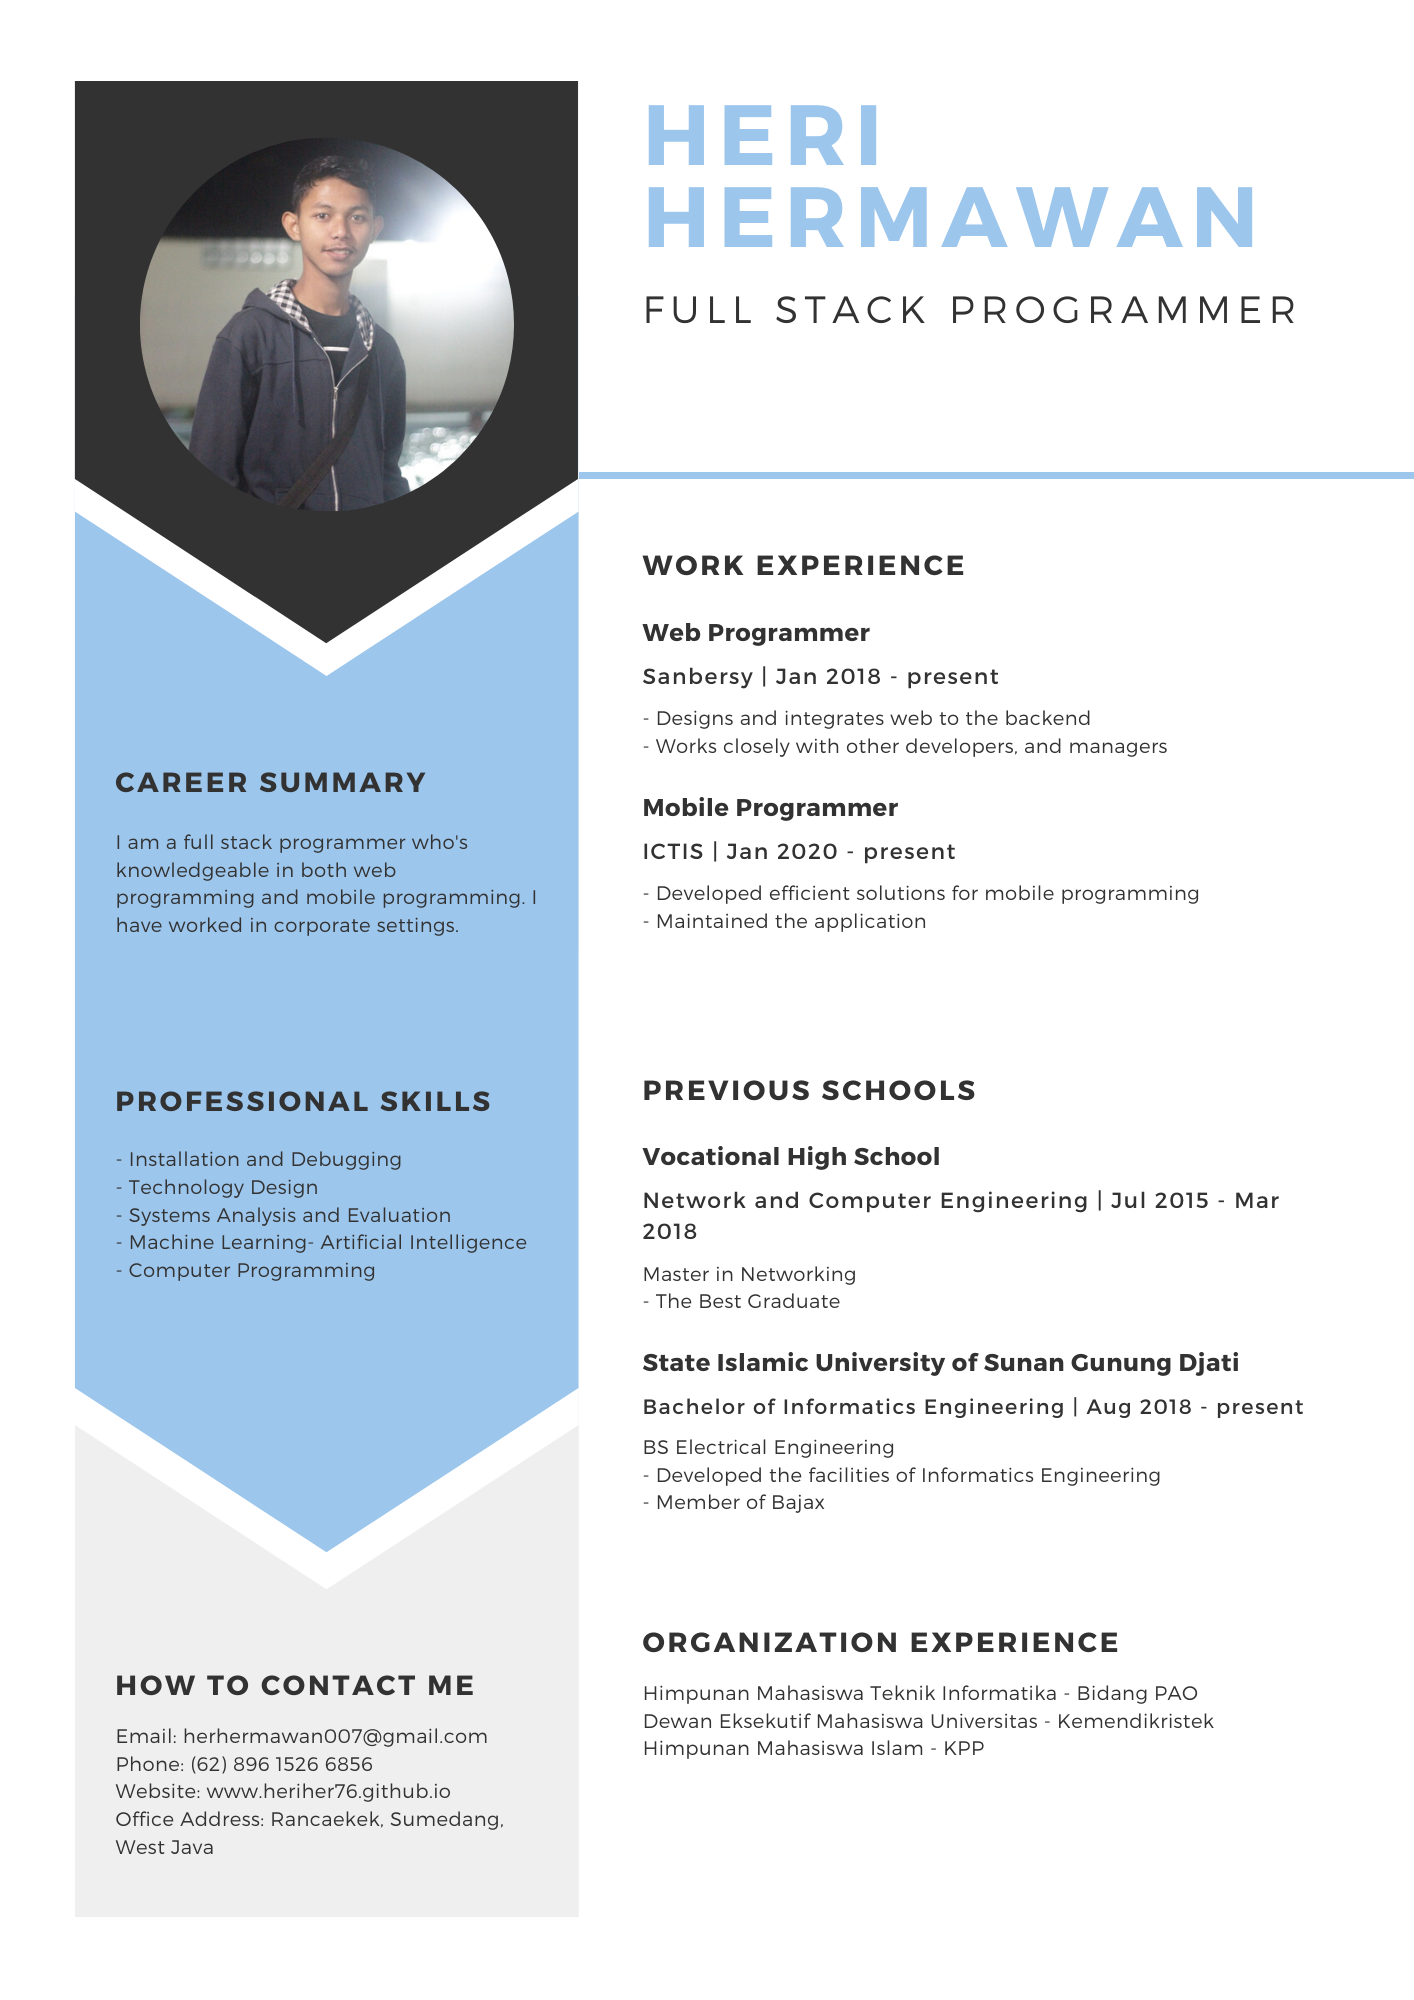 HERI
HERMAWAN
FULL STACK PROGRAMMER
CAREER SUMMARY
I am a full stack programmer who's
knowledgeable in both web
programming and mobile programming. I
have worked in corporate settings.
PROFESSIONAL SKILLS
- Installation and Debugging
- Technology Design
- Systems Analysis and Evaluation
- Machine Learning- Artificial Intelligence
- Computer Programming
HOW TO CONTACT ME
Email: herhermawan007@gmail.com
Phone: (62) 896 1526 6856
Website: www.heriher76.github.io
Office Address: Rancaekek, Sumedang,
West Java
WORK EXPERIENCE
Web Programmer
Sanbersy | Jan 2018 - present
- Designs and integrates web to the backend
- Works closely with other developers, and managers
Mobile Programmer
ICTIS | Jan 2020 - present
- Developed efficient solutions for mobile programming
- Maintained the application
PREVIOUS SCHOOLS
Vocational High School
Network and Computer Engineering | Jul 2015 - Mar
2018
Master in Networking
- The Best Graduate
State Islamic University of Sunan Gunung Djati
Bachelor of Informatics Engineering | Aug 2018 - present
BS Electrical Engineering
- Developed the facilities of Informatics Engineering
- Member of Bajax
ORGANIZATION EXPERIENCE
Himpunan Mahasiswa Teknik Informatika - Bidang PAO
Dewan Eksekutif Mahasiswa Universitas - Kemendikristek
Himpunan Mahasiswa Islam - KPP